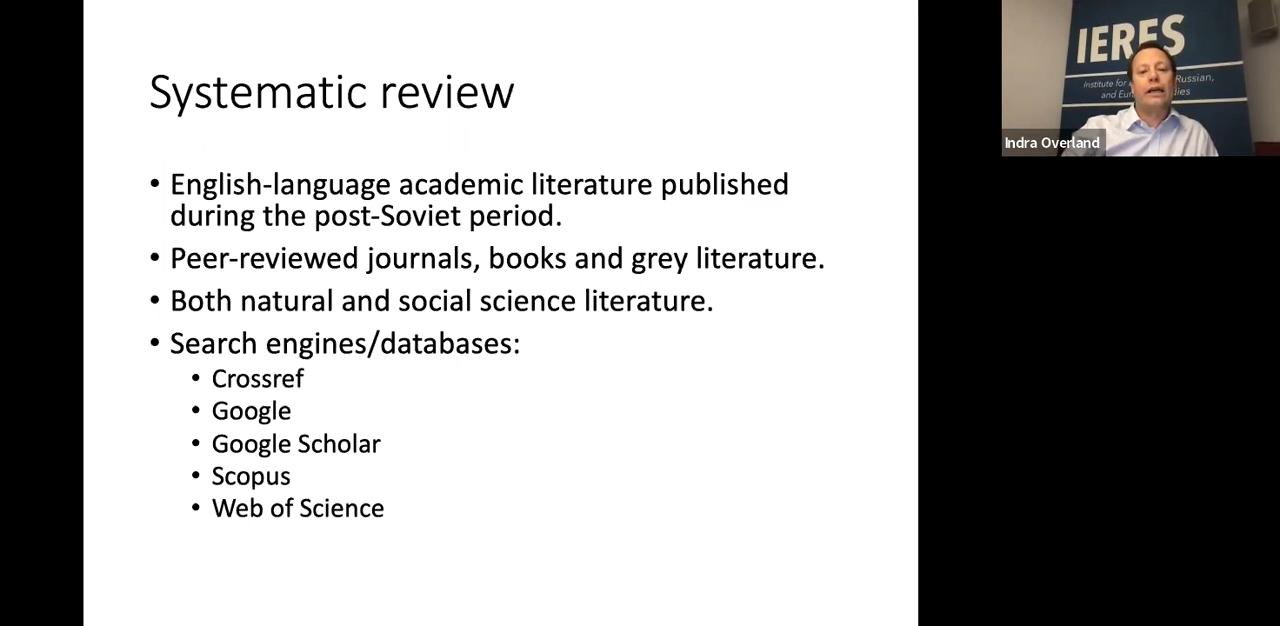 Systematic review
• English-language academic literature published
during the post-Soviet period.
• Peer-reviewed journals, books and grey literature.
• Both natural and social science literature.
• Search engines/databases:
• Crossref
• Google
• Google Scholar
• Scopus
• Web of Science
IERES
Institute for Russian,
and
Indra Overland